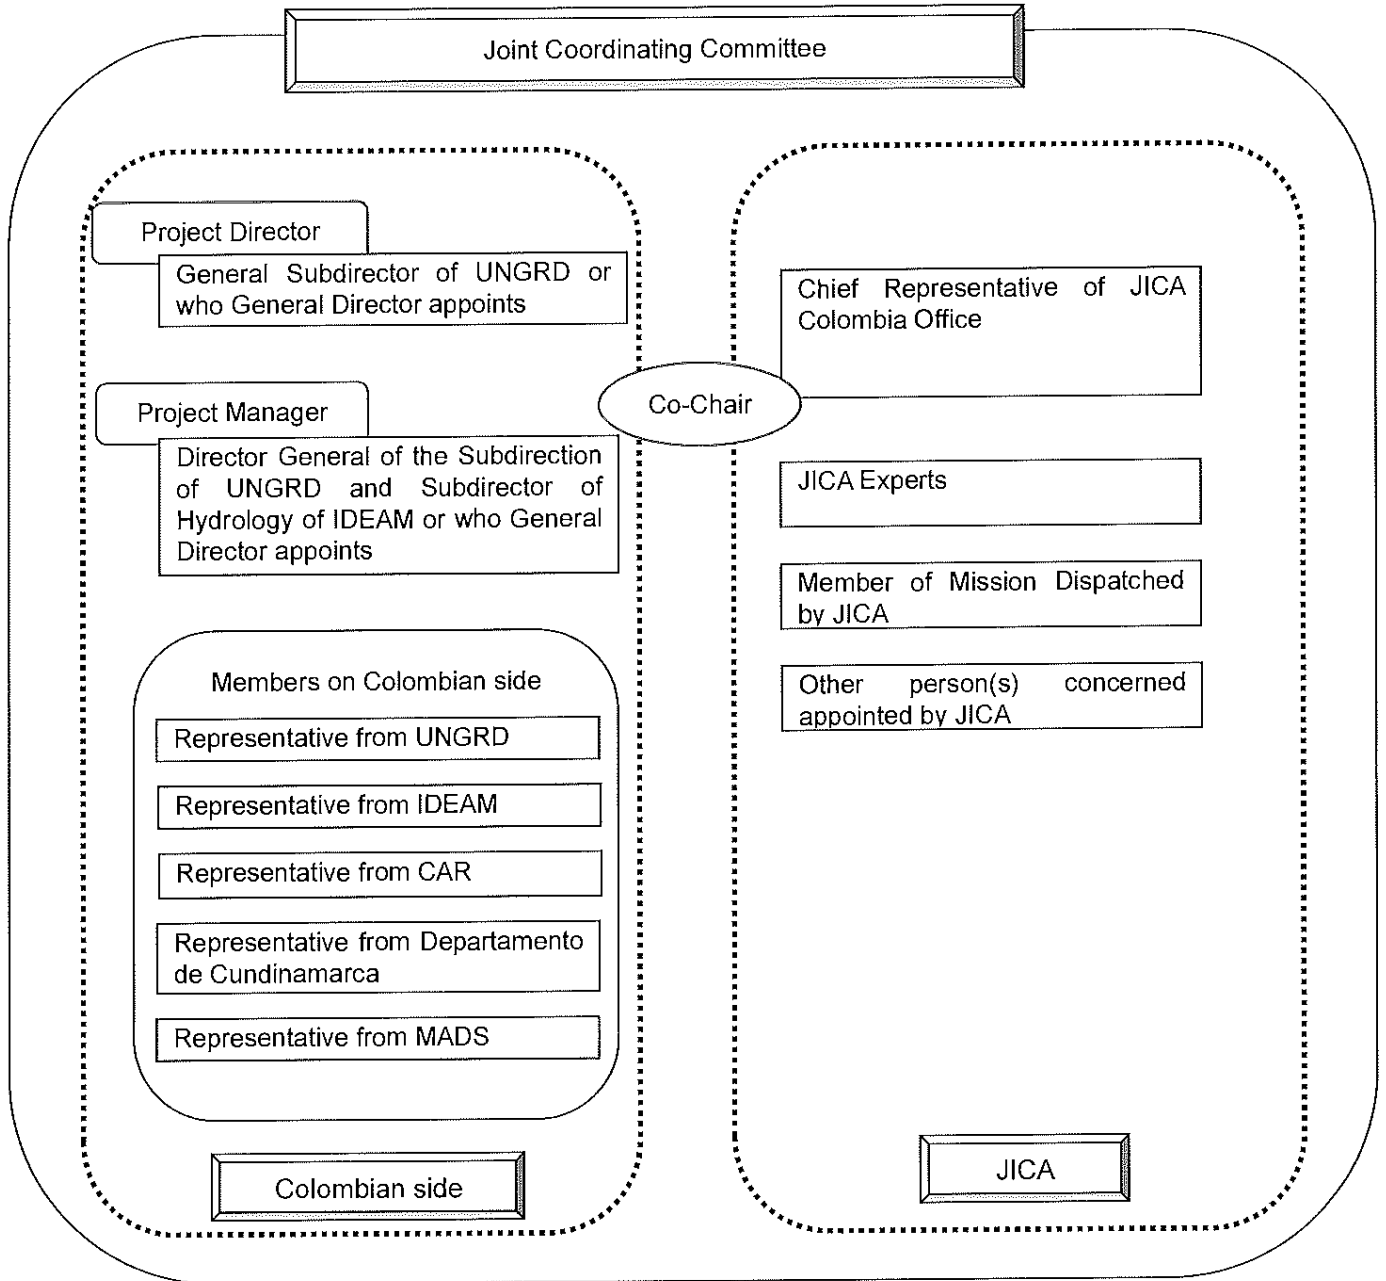 Joint Coordinating Committee
Project Director
General Subdirector of UNGRD or
who General Director appoints
Project Manager
Director General of the Subdirection
of UNGRD and Subdirector of
Hydrology of IDEAM or who General
Director appoints
Members on Colombian side
Representative from UNGRD
Representative from IDEAM
Representative from CAR
Representative from Departamento
de Cundinamarca
Representative from MADS
Colombian side
Co-Chair
Chief Representative of JICA
Colombia Office
JICA Experts
Member of Mission Dispatched
by JICA
Other person(s) concerned
appointed by JICA
JICA